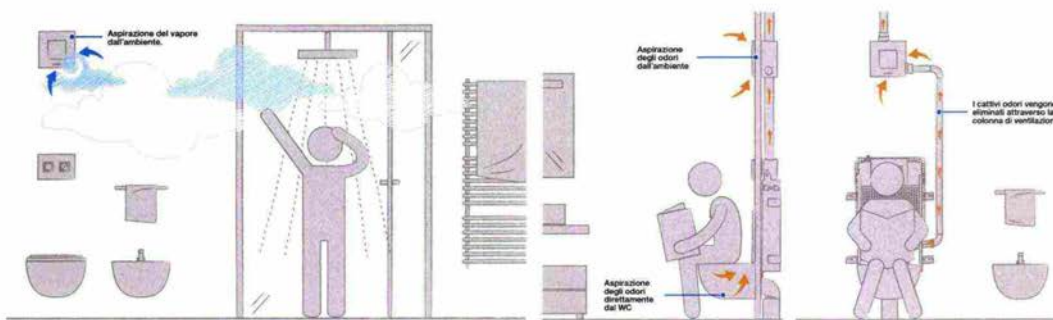 Aspirazione del vapore
dall'ambiente.
Aspirazione
degli odori
dall'ambiente
Aspirazione
degli odori
direttamente
dal WC
I cattivi odori vengono
eliminati attraverso la
colonna di ventilazion